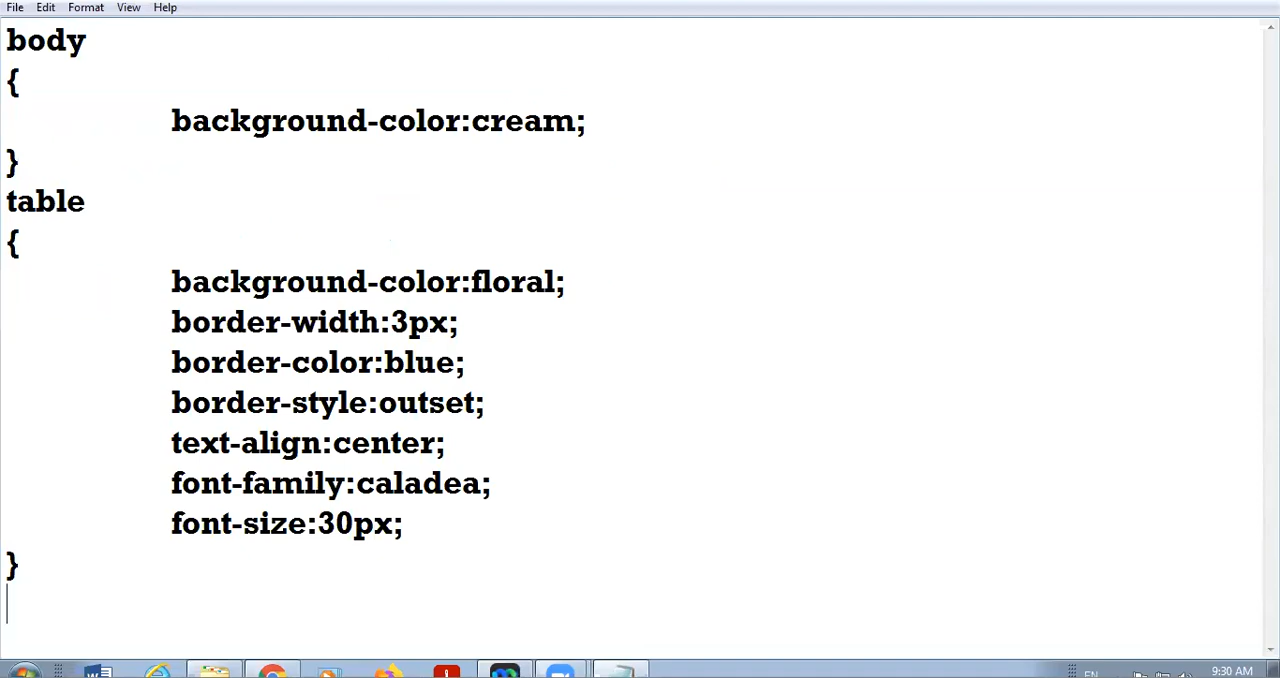 File Edit Format View Help
body
{
background-color:cream;
}
table
{
background-color:floral;
border-width:3px;
border-color:blue;
border-style:outset;
text-align:center;
font-family:caladea;
font-size:30px;
}
EN 9:30 AM